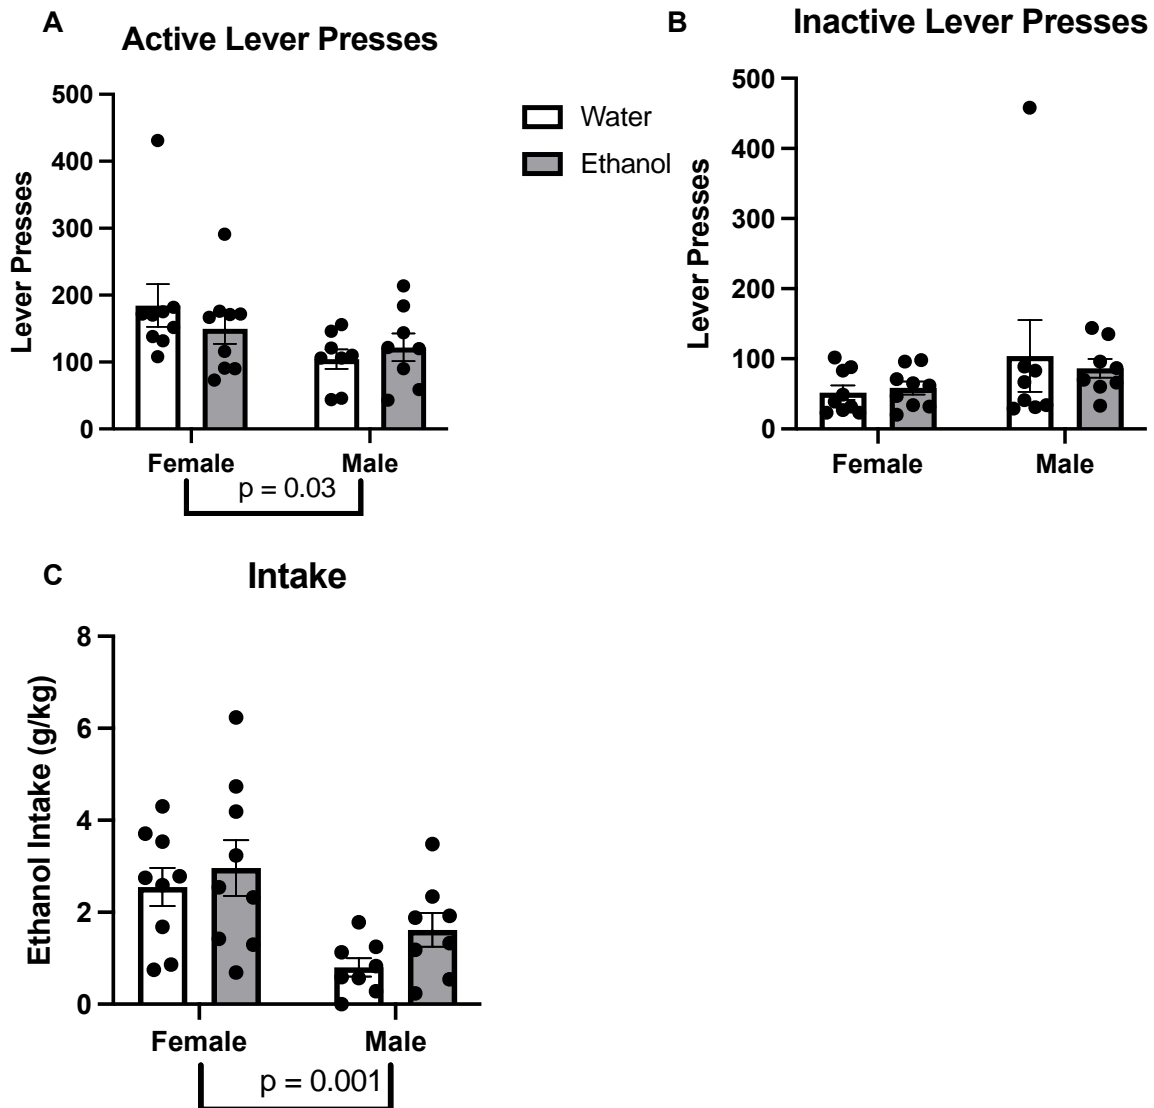 A
Active Lever Presses
500
400
300
200
100
0
Lever Presses
Female
Male
p = 0.03
Water
Ethanol
B
Inactive Lever Presses
500
400
300
200
100
0
Lever Presses
Female
Male
C
Intake
8
6
4
2
0
Ethanol Intake (g/kg)
Female
Male
p = 0.001